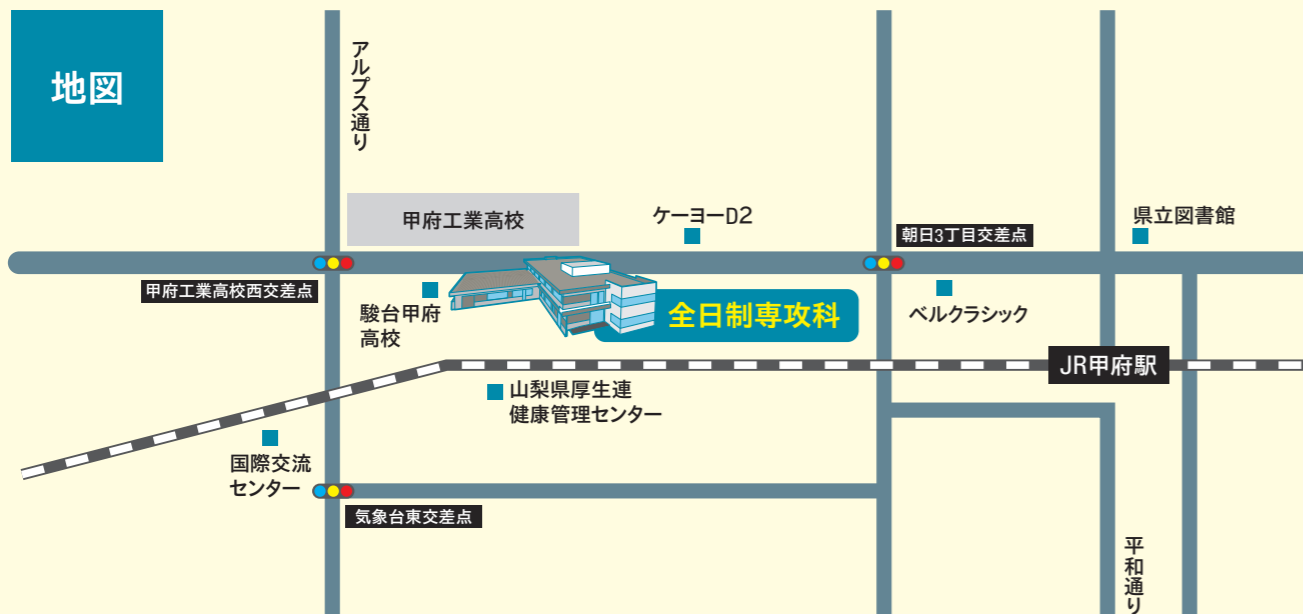 地図
アルプス通り
甲府工業高校
ケーヨーD2
県立図書館
朝日3丁目交差点
甲府工業高校西交差点
駿台甲府
高校
全日制専攻科
ベルクラシック
JR甲府駅
山梨県厚生連
健康管理センター
国際交流
センター
気象台東交差点
平和通り